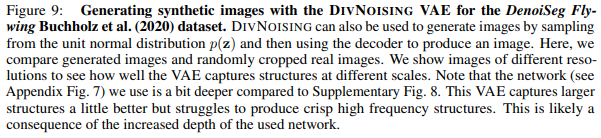 Figure 9: Generating synthetic images with the DIVNOISING VAE for the DenoiSeg Fly-
wing Buchholz et al. (2020) dataset. DIVNOISING can also be used to generate images by sampling
from the unit normal distribution p(z) and then using the decoder to produce an image. Here, we
compare generated images and randomly cropped real images. We show images of different reso-
lutions to see how well the VAE captures structures at different scales. Note that the network (see
Appendix Fig. 7) we use is a bit deeper compared to Supplementary Fig. 8. This VAE captures larger
structures a little better but struggles to produce crisp high frequency structures. This is likely a
consequence of the increased depth of the used network.